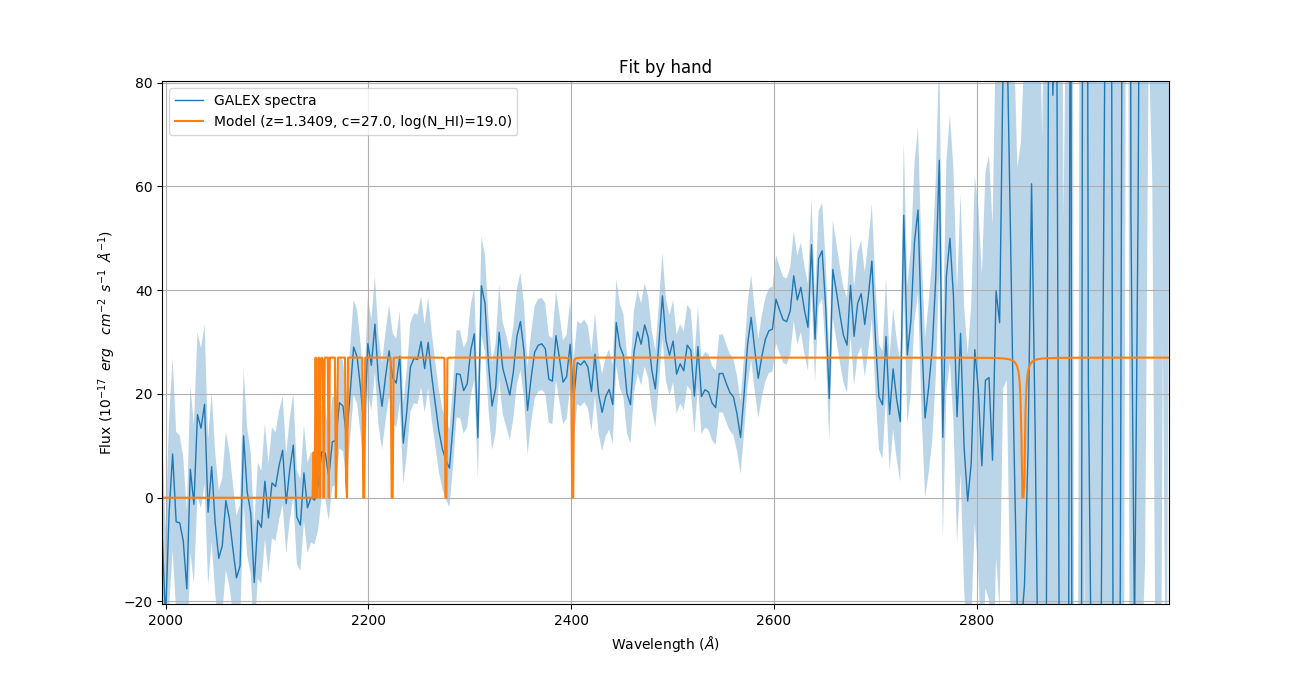 Fit by hand
GALEX spectra
Model (z=1.3409, c=27.0, log(N_HI)=19.0)
80
60
40
20
0
−20
Flux (10⁻¹⁷ erg cm⁻² s⁻¹ Å⁻¹)
2000 2200 2400 2600 2800
Wavelength (Å)